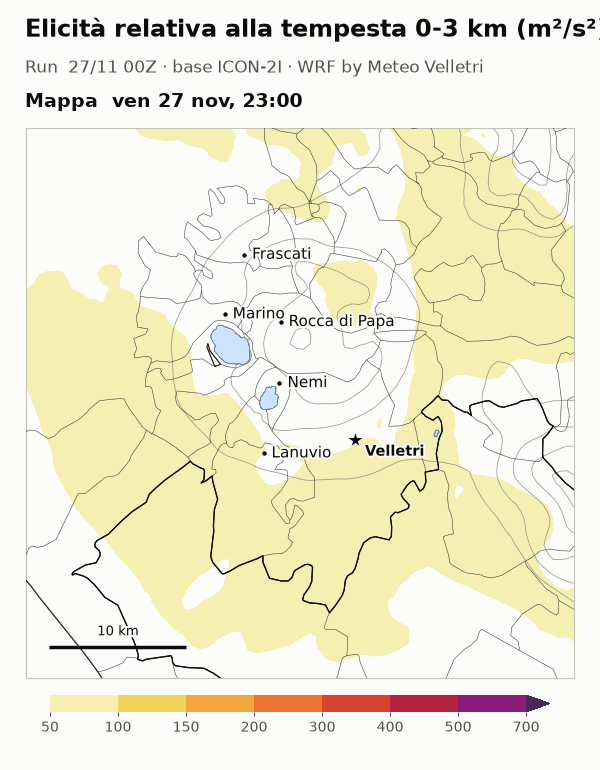 Elicità relativa alla tempesta 0-3 km (m²/s²)
Run 27/11 00Z · base ICON-2I · WRF by Meteo Velletri
Mappa ven 27 nov, 23:00
Frascati
Marino
Rocca di Papa
Nemi
Velletri
Lanuvio
10 km
50 100 150 200 300 400 500 700